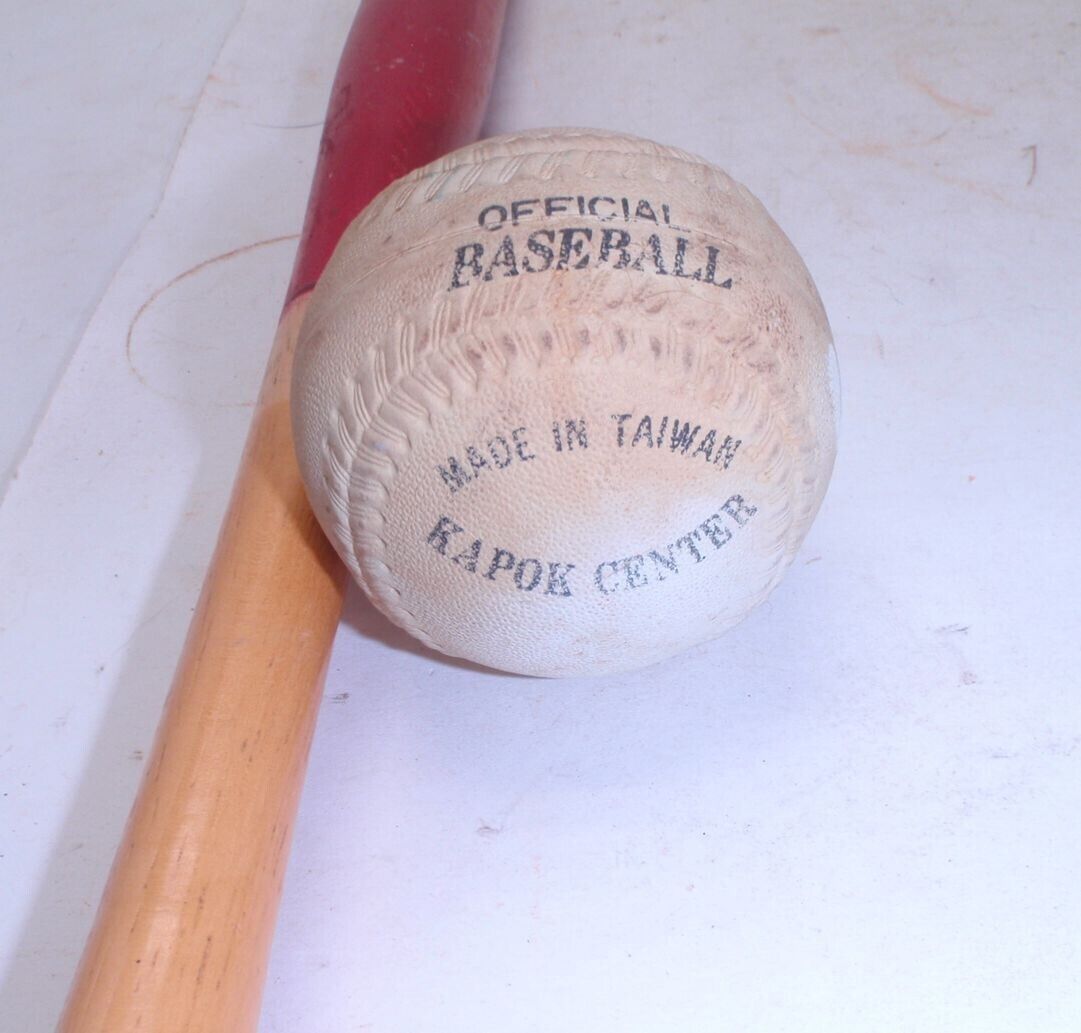 OFFICIAL
BASEBALL
MADE IN TAIWAN
KAPOK CENTER